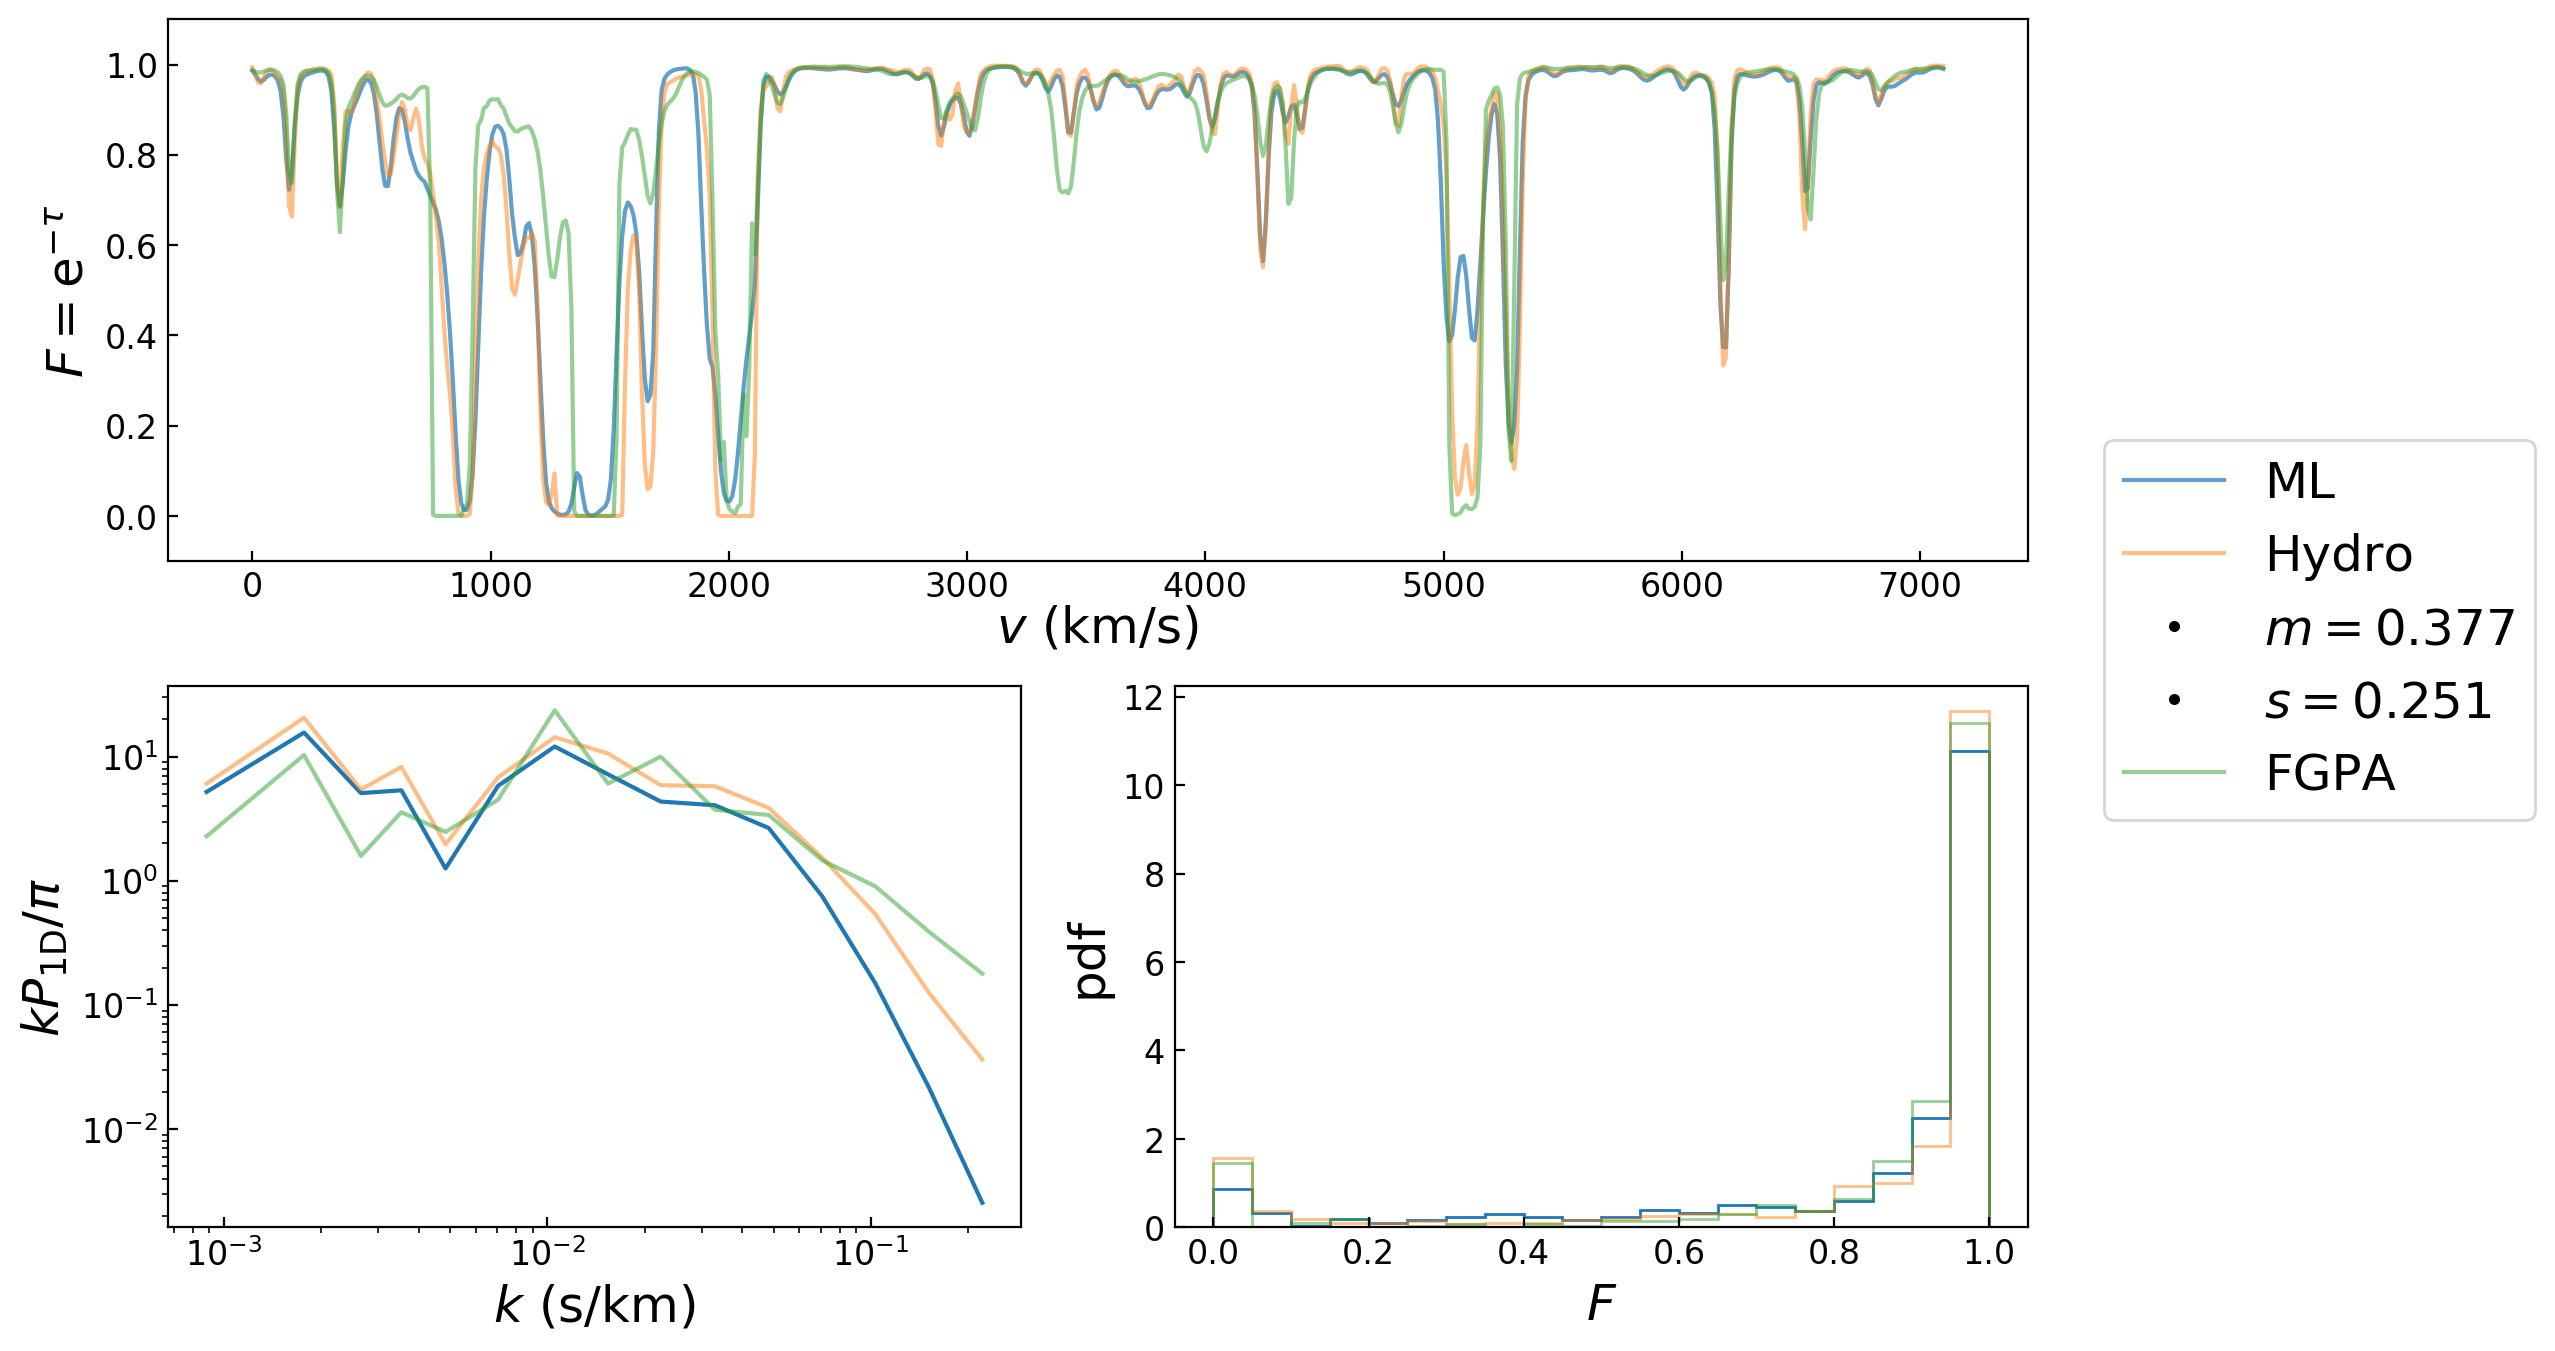 1.0
0.8
0.6
0.4
0.2
0.0
F = e^{−τ}
0 1000 2000 3000 4000 5000 6000 7000
v (km/s)
ML
Hydro
m = 0.377
s = 0.251
FGPA
10^1
10^0
10^{−1}
10^{−2}
kP_{1D}/π
10^{−3} 10^{−2} 10^{−1}
k (s/km)
12
10
8
6
4
2
0
pdf
0.0 0.2 0.4 0.6 0.8 1.0
F